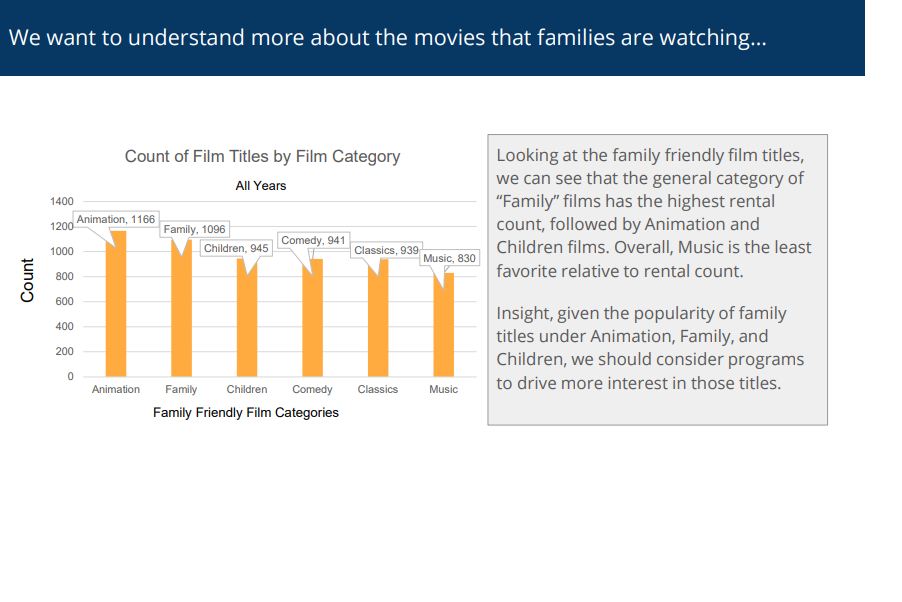 We want to understand more about the movies that families are watching...
Count of Film Titles by Film Category
All Years
Count
1400
1200
1000
800
600
400
200
0
Animation, 1166
Family, 1096
Children, 945
Comedy, 941
Classics, 939
Music, 830
Animation Family Children Comedy Classics Music
Family Friendly Film Categories
Looking at the family friendly film titles,
we can see that the general category of
“Family” films has the highest rental
count, followed by Animation and
Children films. Overall, Music is the least
favorite relative to rental count.
Insight, given the popularity of family
titles under Animation, Family, and
Children, we should consider programs
to drive more interest in those titles.